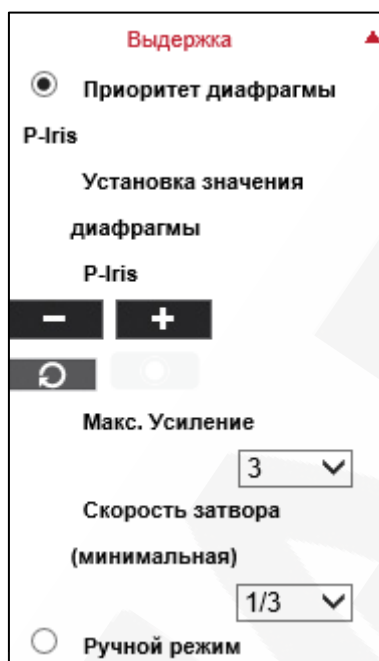 Выдержка
Приоритет диафрагмы
P-Iris
Установка значения
диафрагмы
P-Iris
Макс. Усиление
3
Скорость затвора
(минимальная)
1/3
Ручной режим